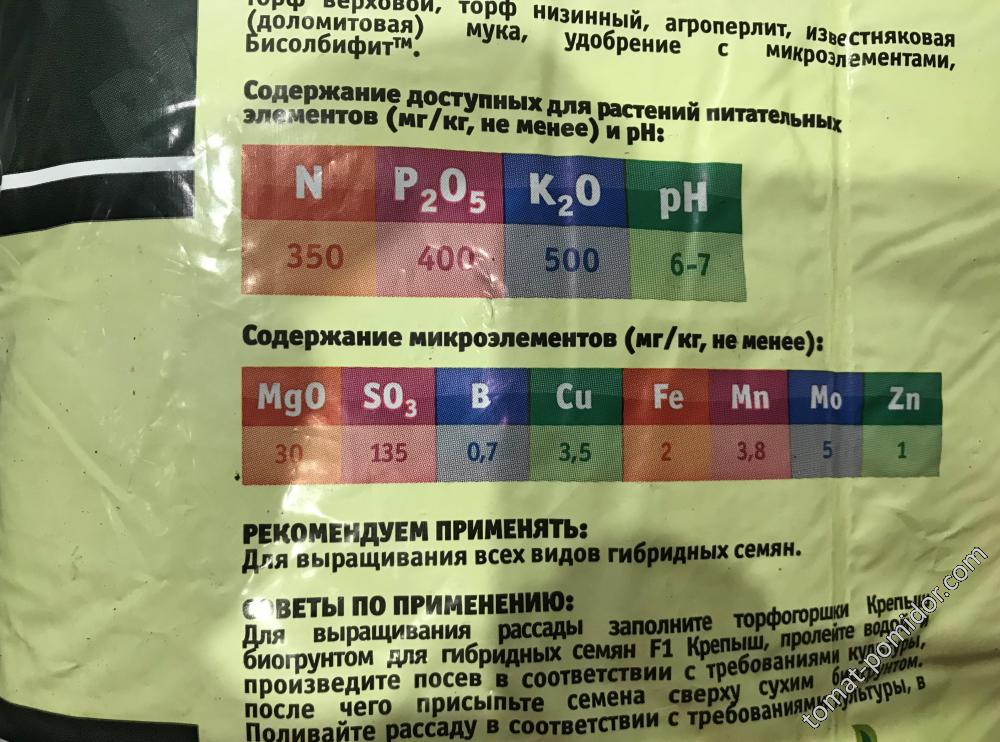 торф верховой, торф низинный, агроперлит, известняковая
(доломитовая) мука, удобрение с микроэлементами,
Бисолбифит™.
Содержание доступных для растений питательных
элементов (мг/кг, не менее) и pH:
N P₂O₅ K₂O pH
350 400 500 6-7
Содержание микроэлементов (мг/кг, не менее):
MgO SO₃ B Cu Fe Mn Mo Zn
30 135 0,7 3,5 2 3,8 5 1
РЕКОМЕНДУЕМ ПРИМЕНЯТЬ:
Для выращивания всех видов гибридных семян.
СОВЕТЫ ПО ПРИМЕНЕНИЮ:
Для выращивания рассады заполните торфогоршки Крепыш
биогрунтом для гибридных семян F1 Крепыш, пролейте водой,
произведите посев в соответствии с требованиями культуры,
после чего присыпьте семена сверху сухим биогрунтом.
Поливайте рассаду в соответствии с требованиями культуры, в
tomat-pomidor.com